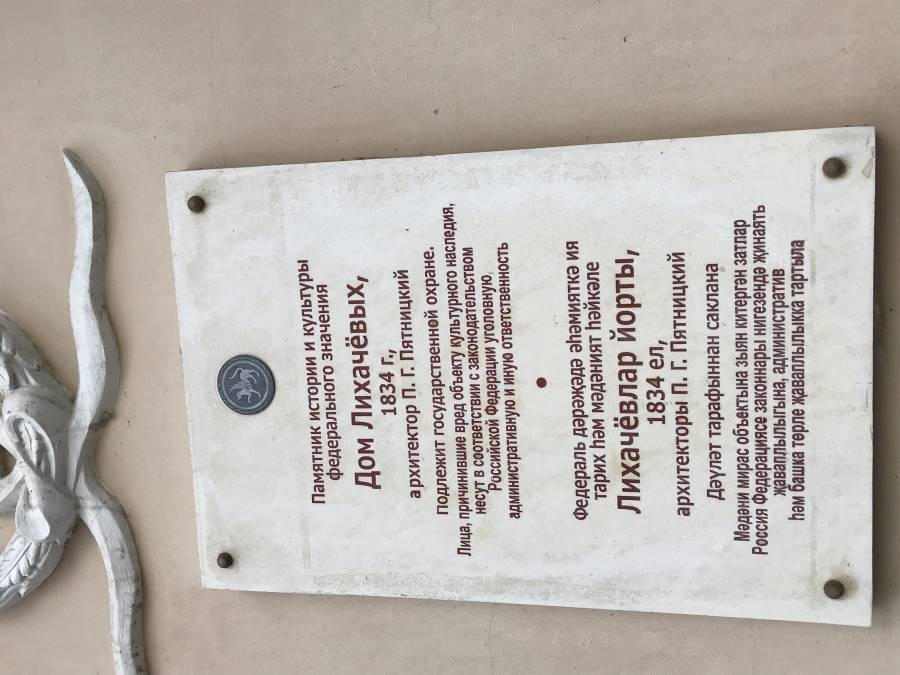 Памятник истории и культуры
федерального значения
Дом Лихачёвых,
1834 г.,
архитектор П. Г. Пятницкий
Подлежит государственной охране.
Лица, причинившие вред объекту культурного наследия,
несут в соответствии с законодательством
Российской Федерации уголовную,
административную и иную ответственность
•
Федераль дәрәҗәдә әһәмияткә ия
тарих һәм мәдәният һәйкәле
Лихачёвлар йорты,
1834 ел,
архитекторы П. Г. Пятницкий
Дәүләт тарафыннан саклана
Мәдәни мирас объектына зыян китергән затлар
Россия Федерациясе законнары нигезендә җинаять
җаваплылыгына, административ
һәм башка төрле җаваплылыкка тартыла